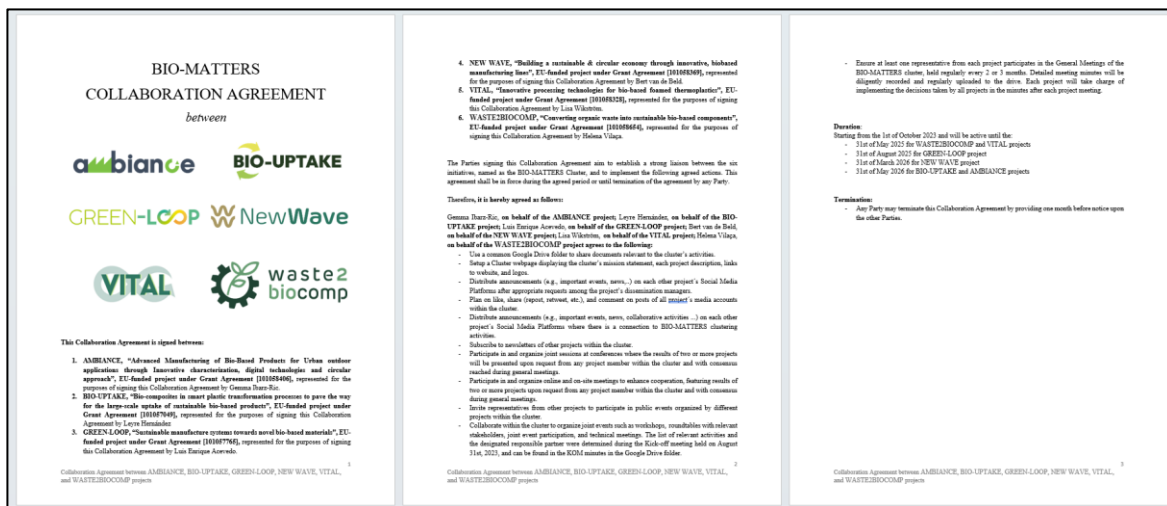 BIO-MATTERS
COLLABORATION AGREEMENT
between
ambiance
BIO-UPTAKE
GREEN-LOOP
NewWave
VITAL
waste2
biocomp
This Collaboration Agreement is signed between:
1. AMBIANCE, “Advanced Manufacturing of Bio-Based Products for Urban outdoor
applications through Innovative characterization, digital technologies and circular
approach”, EU-funded project under Grant Agreement [101058406], represented for the
purposes of signing this Collaboration Agreement by Gemma Ibarz-Ric.
2. BIO-UPTAKE, “Bio-composites in smart plastic transformation processes to pave the way
for the large-scale uptake of sustainable bio-based products”, EU-funded project under
Grant Agreement [101057049], represented for the purposes of signing this Collaboration
Agreement by Leyre Hernández
3. GREEN-LOOP, “Sustainable manufacture systems towards novel bio-based materials”, EU-
funded project under Grant Agreement [101057765], represented for the purposes of signing
this Collaboration Agreement by Luis Enrique Acevedo.
1
Collaboration Agreement between AMBIANCE, BIO-UPTAKE, GREEN-LOOP, NEW WAVE, VITAL,
and WASTE2BIOCOMP projects
4. NEW WAVE, “Building a sustainable & circular economy through innovative, biobased
manufacturing lines”, EU-funded project under Grant Agreement [101058369], represented
for the purposes of signing this Collaboration Agreement by Bert van de Beld.
5. VITAL, “Innovative processing technologies for bio-based foamed thermoplastics”, EU-
funded project under Grant Agreement [101058328], represented for the purposes of signing
this Collaboration Agreement by Lisa Wikström.
6. WASTE2BIOCOMP, “Converting organic waste into sustainable bio-based components”,
EU-funded project under Grant Agreement [101058654], represented for the purposes of
signing this Collaboration Agreement by Helena Vilaça.
The Parties signing this Collaboration Agreement aim to establish a strong liaison between the six
initiatives, named as the BIO-MATTERS Cluster, and to implement the following agreed actions. This
agreement shall be in force during the agreed period or until termination of the agreement by any Party.
Therefore, it is hereby agreed as follows:
Gemma Ibarz-Ric, on behalf of the AMBIANCE project; Leyre Hernández, on behalf of the BIO-
UPTAKE project; Luis Enrique Acevedo, on behalf of the GREEN-LOOP project; Bert van de Beld,
on behalf of the NEW WAVE project; Lisa Wikström, on behalf of the VITAL project; Helena Vilaça,
on behalf of the WASTE2BIOCOMP project agrees to the following:
- Use a common Google Drive folder to share documents relevant to the cluster’s activities.
- Setup a Cluster webpage displaying the cluster’s mission statement, each project description, links
to website, and logos.
- Distribute announcements (e.g., important events, news,..) on each other project´s Social Media
Platforms after appropriate requests among the project’s dissemination managers.
- Plan on like, share (repost, retweet, etc.), and comment on posts of all project´s media accounts
within the cluster.
- Distribute announcements (e.g., important events, news, collaborative activities ...) on each other
project´s Social Media Platforms where there is a connection to BIO-MATTERS clustering
activities.
- Subscribe to newsletters of other projects within the cluster.
- Participate in and organize joint sessions at conferences where the results of two or more projects
will be presented upon request from any project member within the cluster and with consensus
reached during general meetings.
- Participate in and organize online and on-site meetings to enhance cooperation, featuring results
of two or more projects upon request from any project member within the cluster and with consensus
during general meetings.
- Invite representatives from other projects to participate in public events organized by different
projects within the cluster.
- Collaborate within the cluster to organize joint events such as workshops, roundtables with relevant
stakeholders, joint event participation, and technical meetings. The list of relevant activities and
the designated responsible partner were determined during the Kick-off meeting held on August
31st, 2023, and can be found in the KOM minutes in the Google Drive folder.
2
Collaboration Agreement between AMBIANCE, BIO-UPTAKE, GREEN-LOOP, NEW WAVE, VITAL,
and WASTE2BIOCOMP projects
- Ensure at least one representative from each project participates in the General Meetings of the
BIO-MATTERS cluster, held regularly every 2 or 3 months. Detailed meeting minutes will be
diligently recorded and regularly uploaded to the drive. Each project will take charge of
implementing the decisions taken by all projects in the minutes after each project meeting.
Duration:
Starting from the 1st of October 2023 and will be active until the:
- 31st of May 2025 for WASTE2BIOCOMP and VITAL projects
- 31st of August 2025 for GREEN-LOOP project
- 31st of March 2026 for NEW WAVE project
- 31st of May 2026 for BIO-UPTAKE and AMBIANCE projects
Termination:
- Any Party may terminate this Collaboration Agreement by providing one month before notice upon
the other Parties.
3
Collaboration Agreement between AMBIANCE, BIO-UPTAKE, GREEN-LOOP, NEW WAVE, VITAL,
and WASTE2BIOCOMP projects